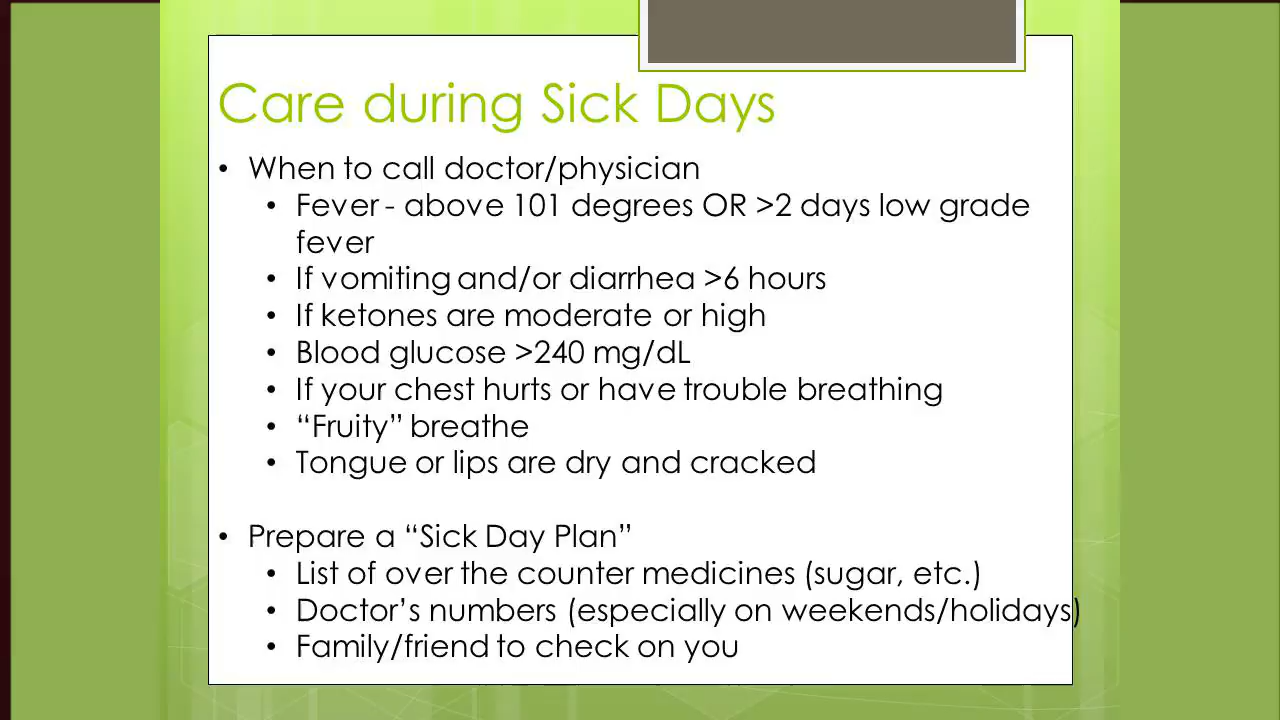 Care during Sick Days
• When to call doctor/physician
• Fever - above 101 degrees OR >2 days low grade
fever
• If vomiting and/or diarrhea >6 hours
• If ketones are moderate or high
• Blood glucose >240 mg/dL
• If your chest hurts or have trouble breathing
• “Fruity” breathe
• Tongue or lips are dry and cracked
• Prepare a “Sick Day Plan”
• List of over the counter medicines (sugar, etc.)
• Doctor’s numbers (especially on weekends/holidays)
• Family/friend to check on you